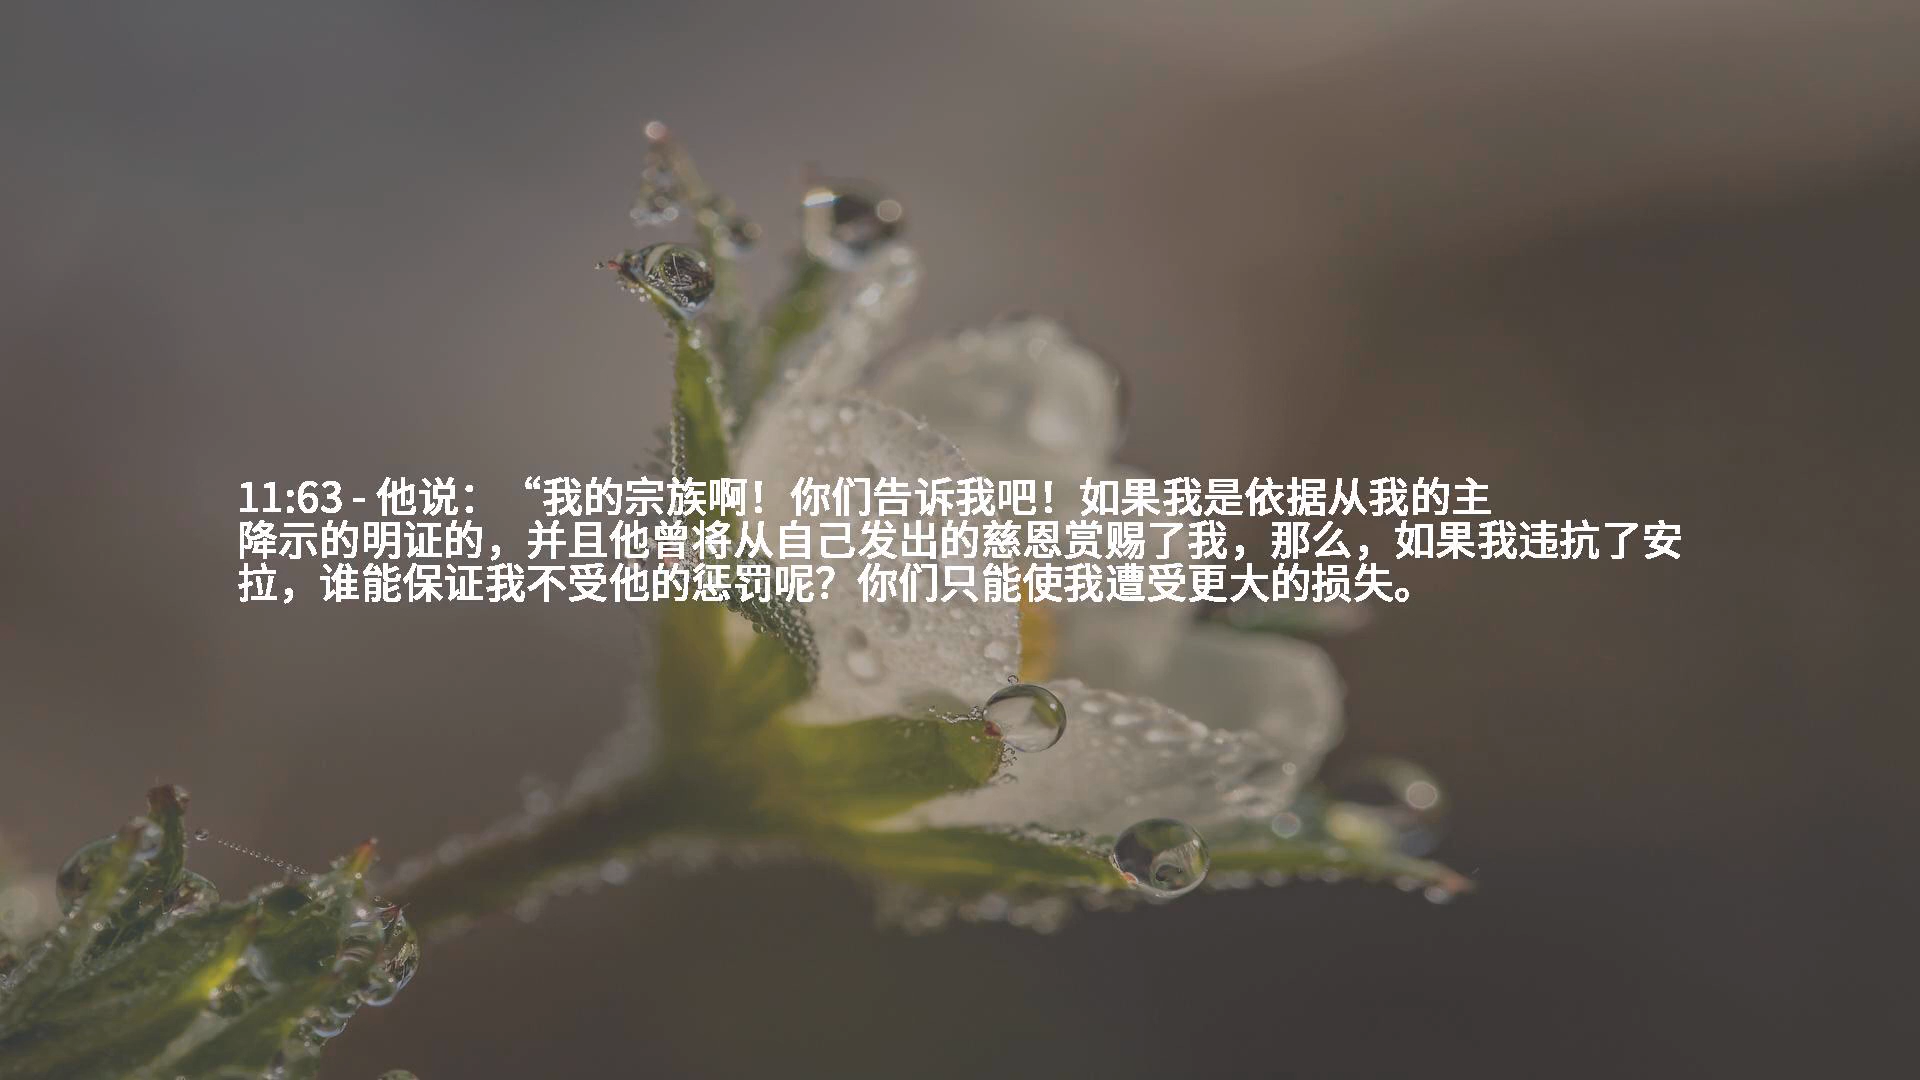 11:63 - 他说：“我的宗族啊！你们告诉我吧！如果我是依据从我的主
降示的明证的，并且他曾将从自己发出的慈恩赏赐了我，那么，如果我违抗了安
拉，谁能保证我不受他的惩罚呢？你们只能使我遭受更大的损失。